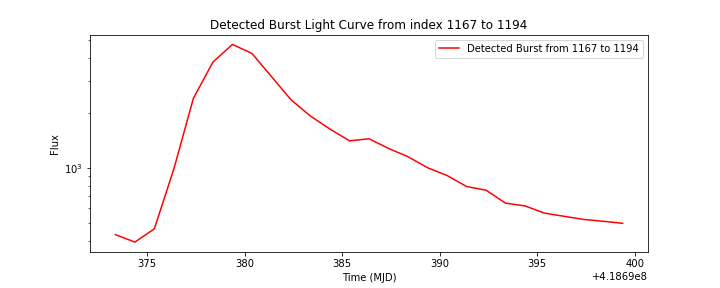 Detected Burst Light Curve from index 1167 to 1194
Detected Burst from 1167 to 1194
Flux
10³
375 380 385 390 395 400
Time (MJD)
+4.1869e8